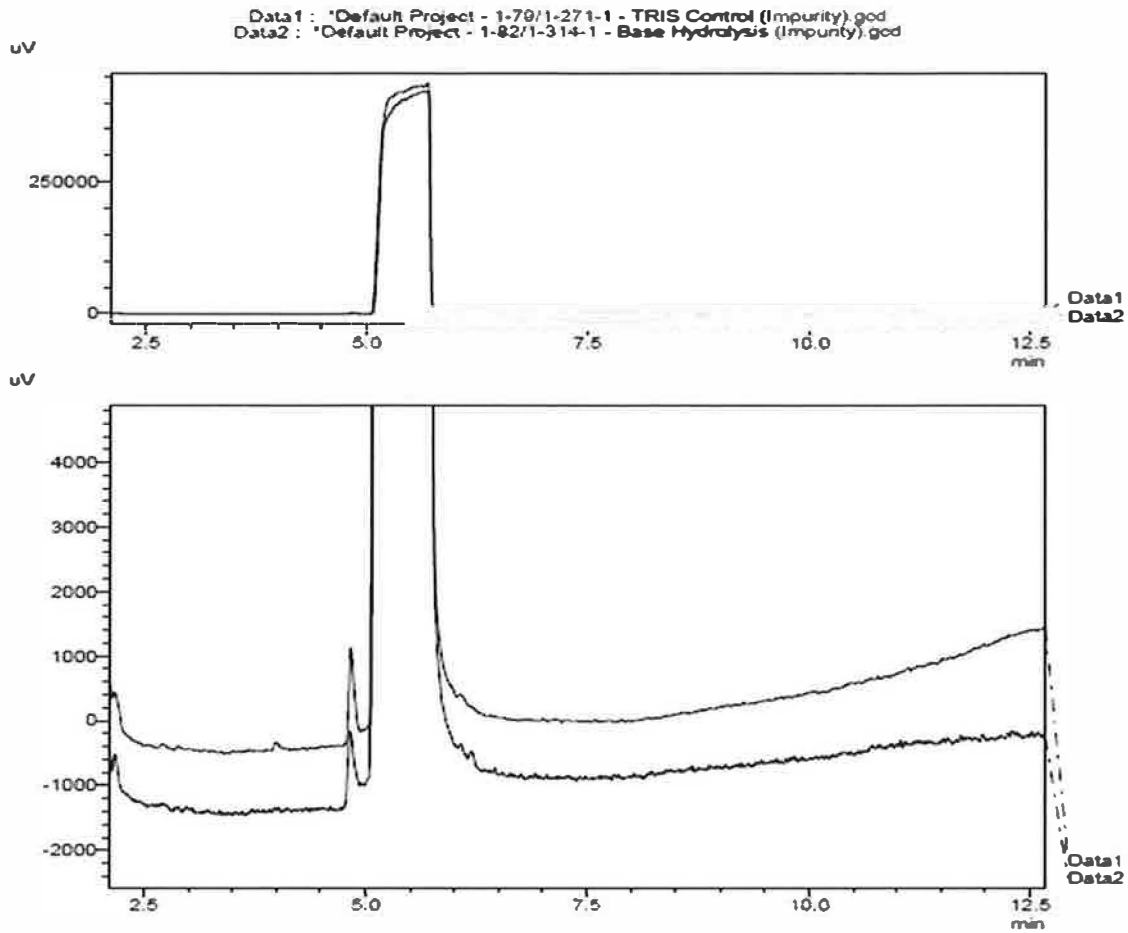 Data1 : "Default Project - 1-79/1-271-1 - TRIS Control (Impurity).gcd
Data2 : "Default Project - 1-82/1-314-1 - Base Hydrolysis (Impurity).gcd
uV
250000
0
Data1
Data2
2.5 5.0 7.5 10.0 12.5
min
uV
4000
3000
2000
1000
0
-1000
-2000
Data1
Data2
2.5 5.0 7.5 10.0 12.5
min